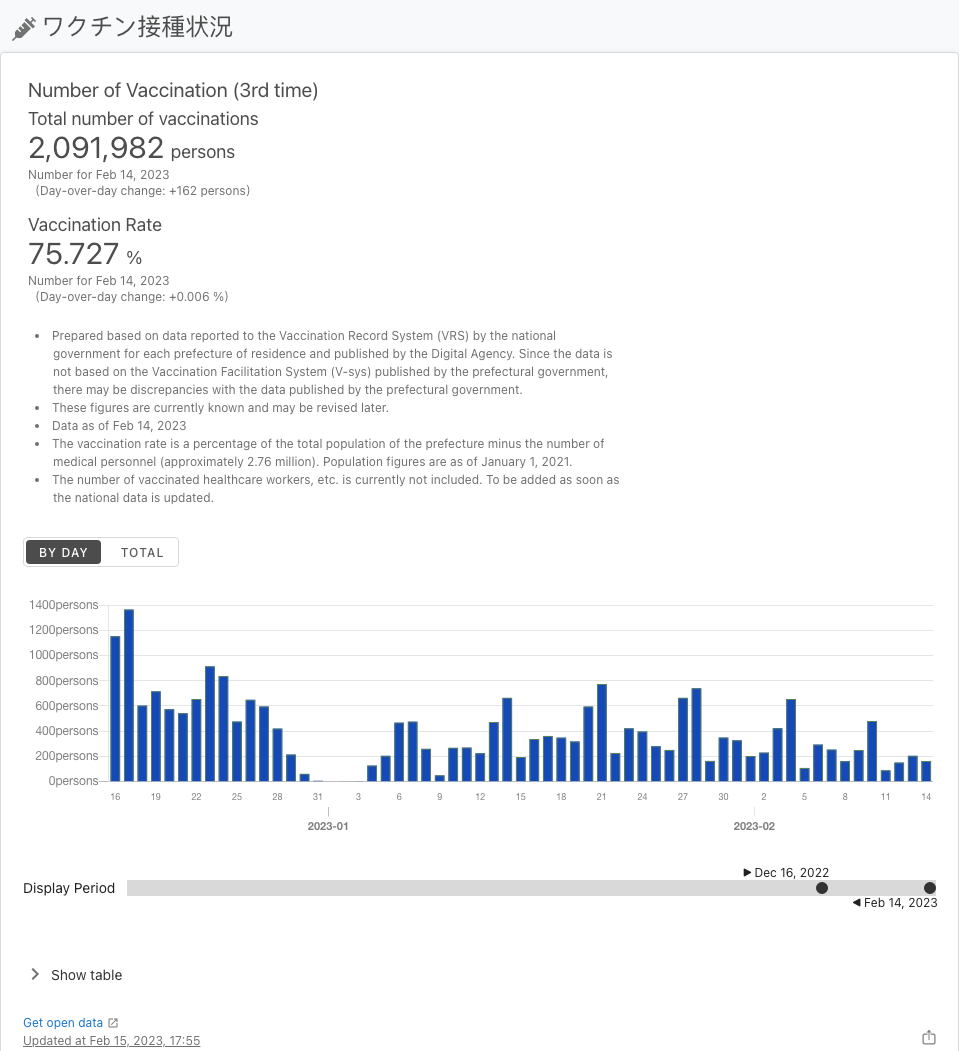 ワクチン接種状況
Number of Vaccination (3rd time)
Total number of vaccinations
2,091,982 persons
Number for Feb 14, 2023
(Day-over-day change: +162 persons)
Vaccination Rate
75.727 %
Number for Feb 14, 2023
(Day-over-day change: +0.006 %)
• Prepared based on data reported to the Vaccination Record System (VRS) by the national
government for each prefecture of residence and published by the Digital Agency. Since the data is
not based on the Vaccination Facilitation System (V-sys) published by the prefectural government,
there may be discrepancies with the data published by the prefectural government.
• These figures are currently known and may be revised later.
• Data as of Feb 14, 2023
• The vaccination rate is a percentage of the total population of the prefecture minus the number of
medical personnel (approximately 2.76 million). Population figures are as of January 1, 2021.
• The number of vaccinated healthcare workers, etc. is currently not included. To be added as soon as
the national data is updated.
BY DAY TOTAL
1400persons
1200persons
1000persons
800persons
600persons
400persons
200persons
0persons
16 19 22 25 28 31 3 6 9 12 15 18 21 24 27 30 2 5 8 11 14
2023-01 2023-02
Dec 16, 2022
Display Period
Feb 14, 2023
Show table
Get open data
Updated at Feb 15, 2023, 17:55